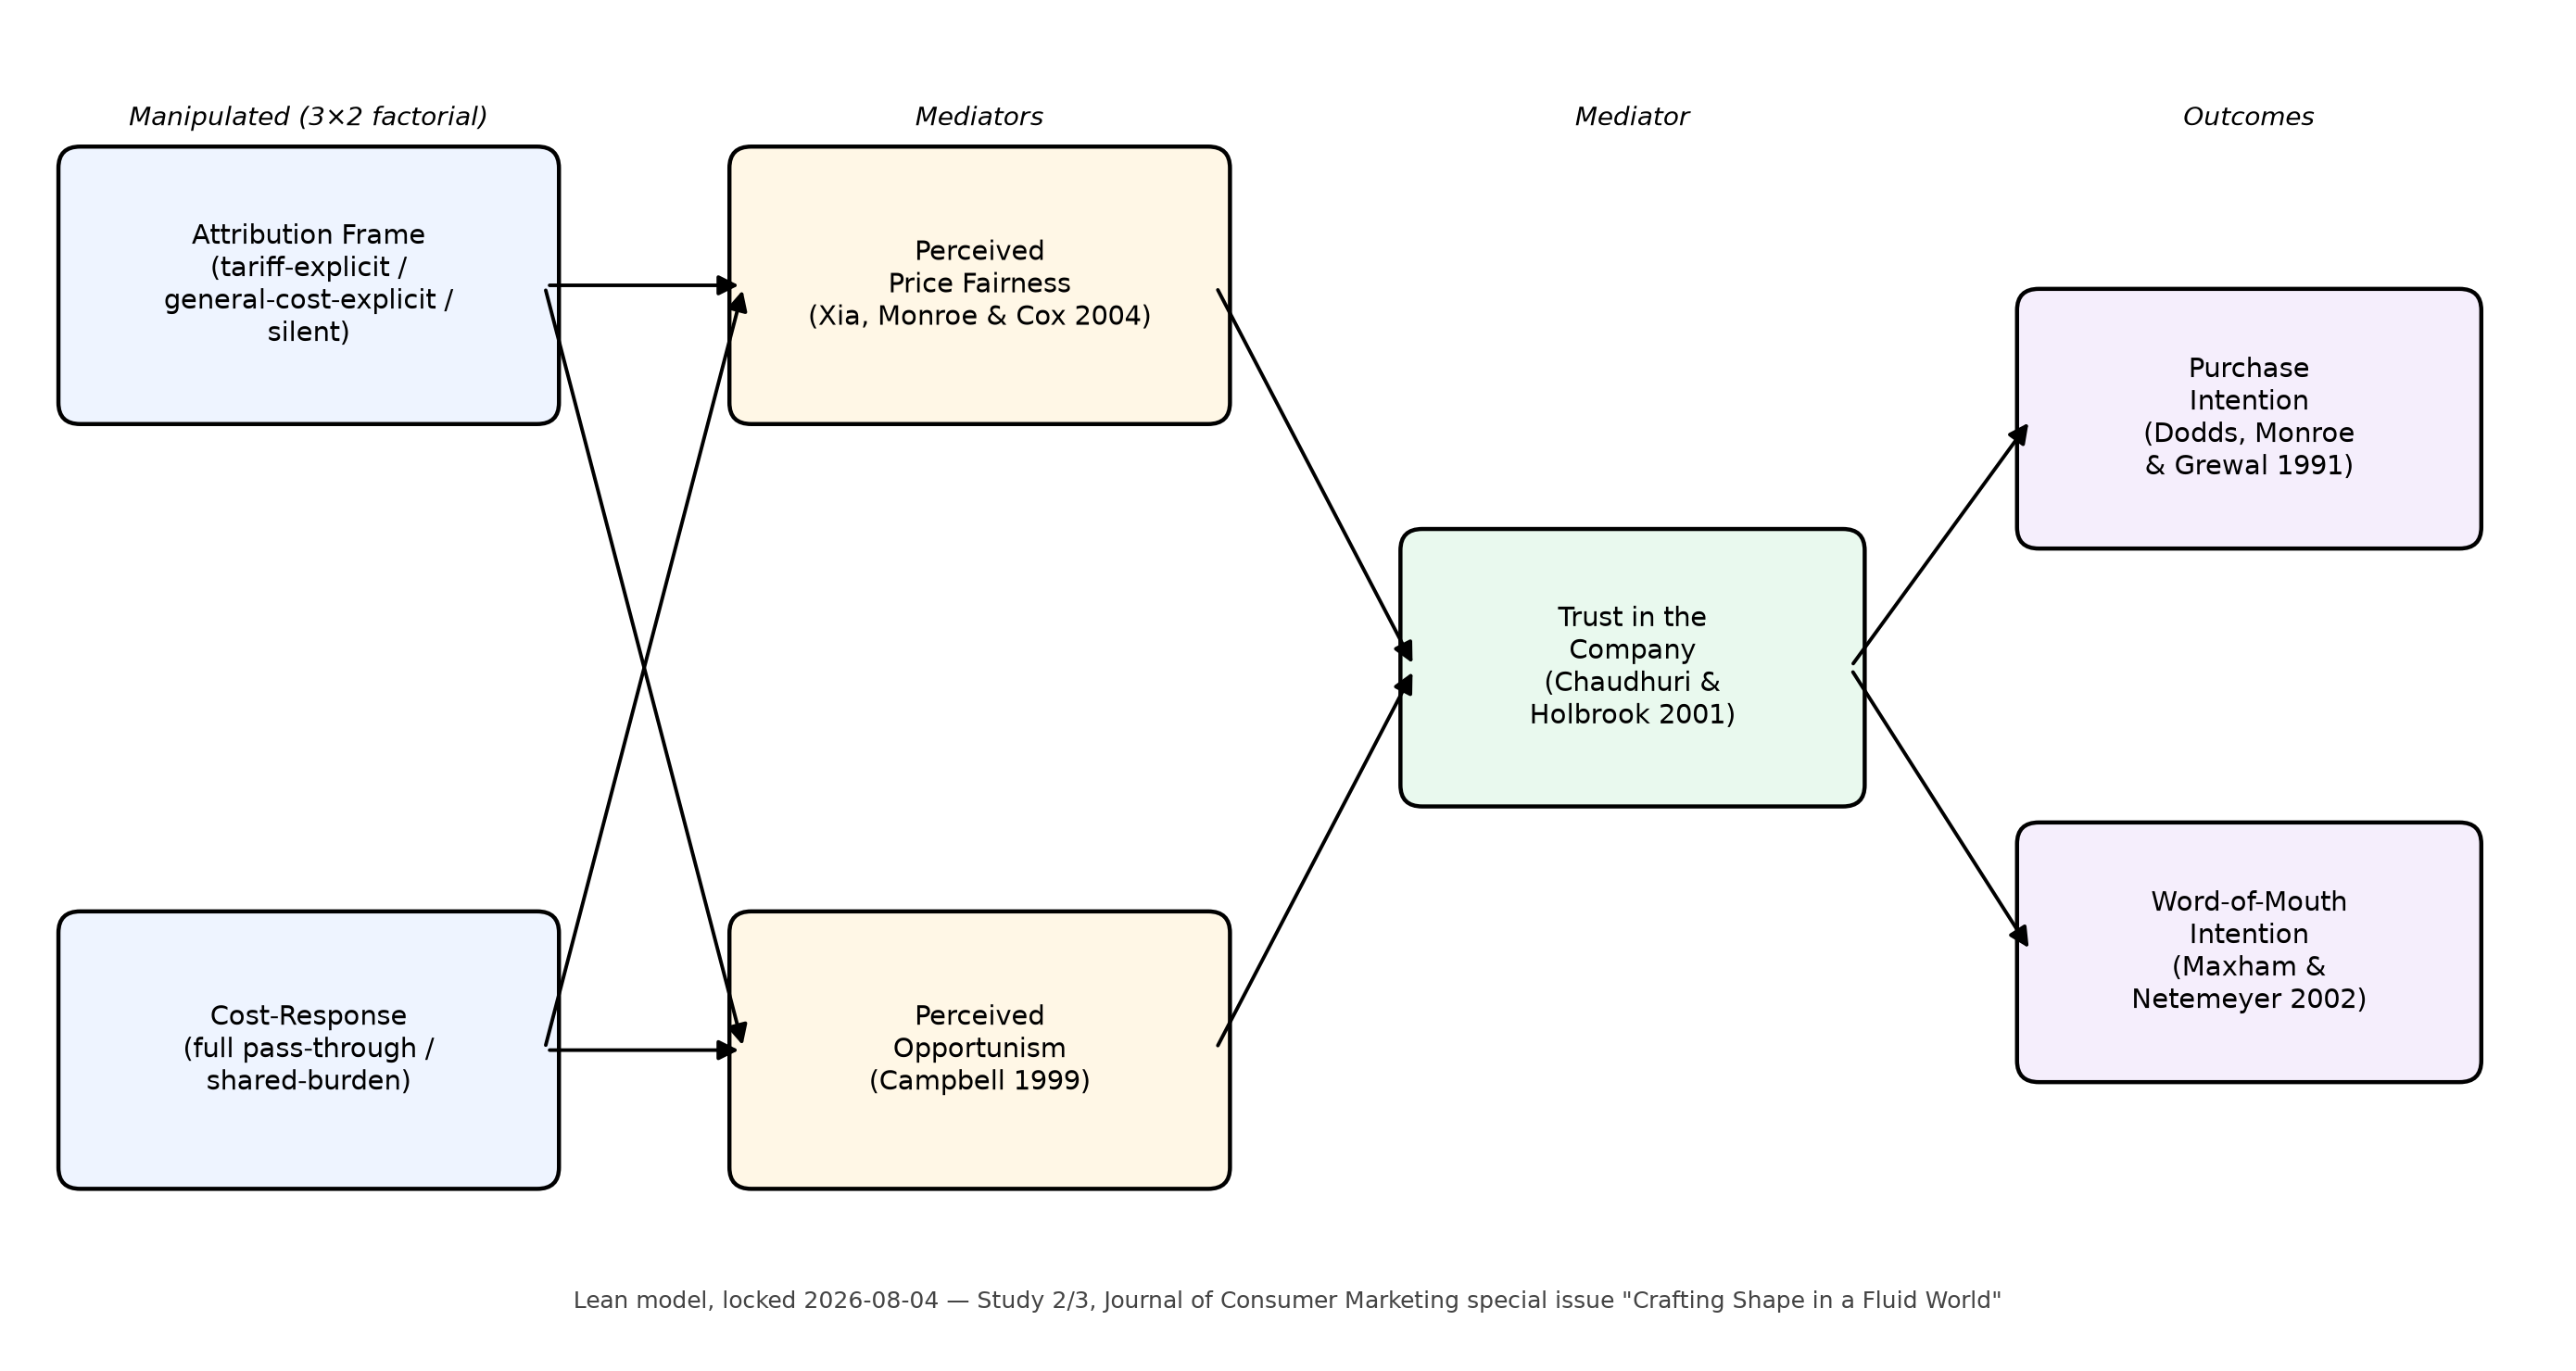 Manipulated (3×2 factorial)
Mediators
Mediator
Outcomes
Attribution Frame
(tariff-explicit /
general-cost-explicit /
silent)
Perceived
Price Fairness
(Xia, Monroe & Cox 2004)
Purchase
Intention
(Dodds, Monroe
& Grewal 1991)
Trust in the
Company
(Chaudhuri &
Holbrook 2001)
Cost-Response
(full pass-through /
shared-burden)
Perceived
Opportunism
(Campbell 1999)
Word-of-Mouth
Intention
(Maxham &
Netemeyer 2002)
Lean model, locked 2026-08-04 — Study 2/3, Journal of Consumer Marketing special issue "Crafting Shape in a Fluid World"